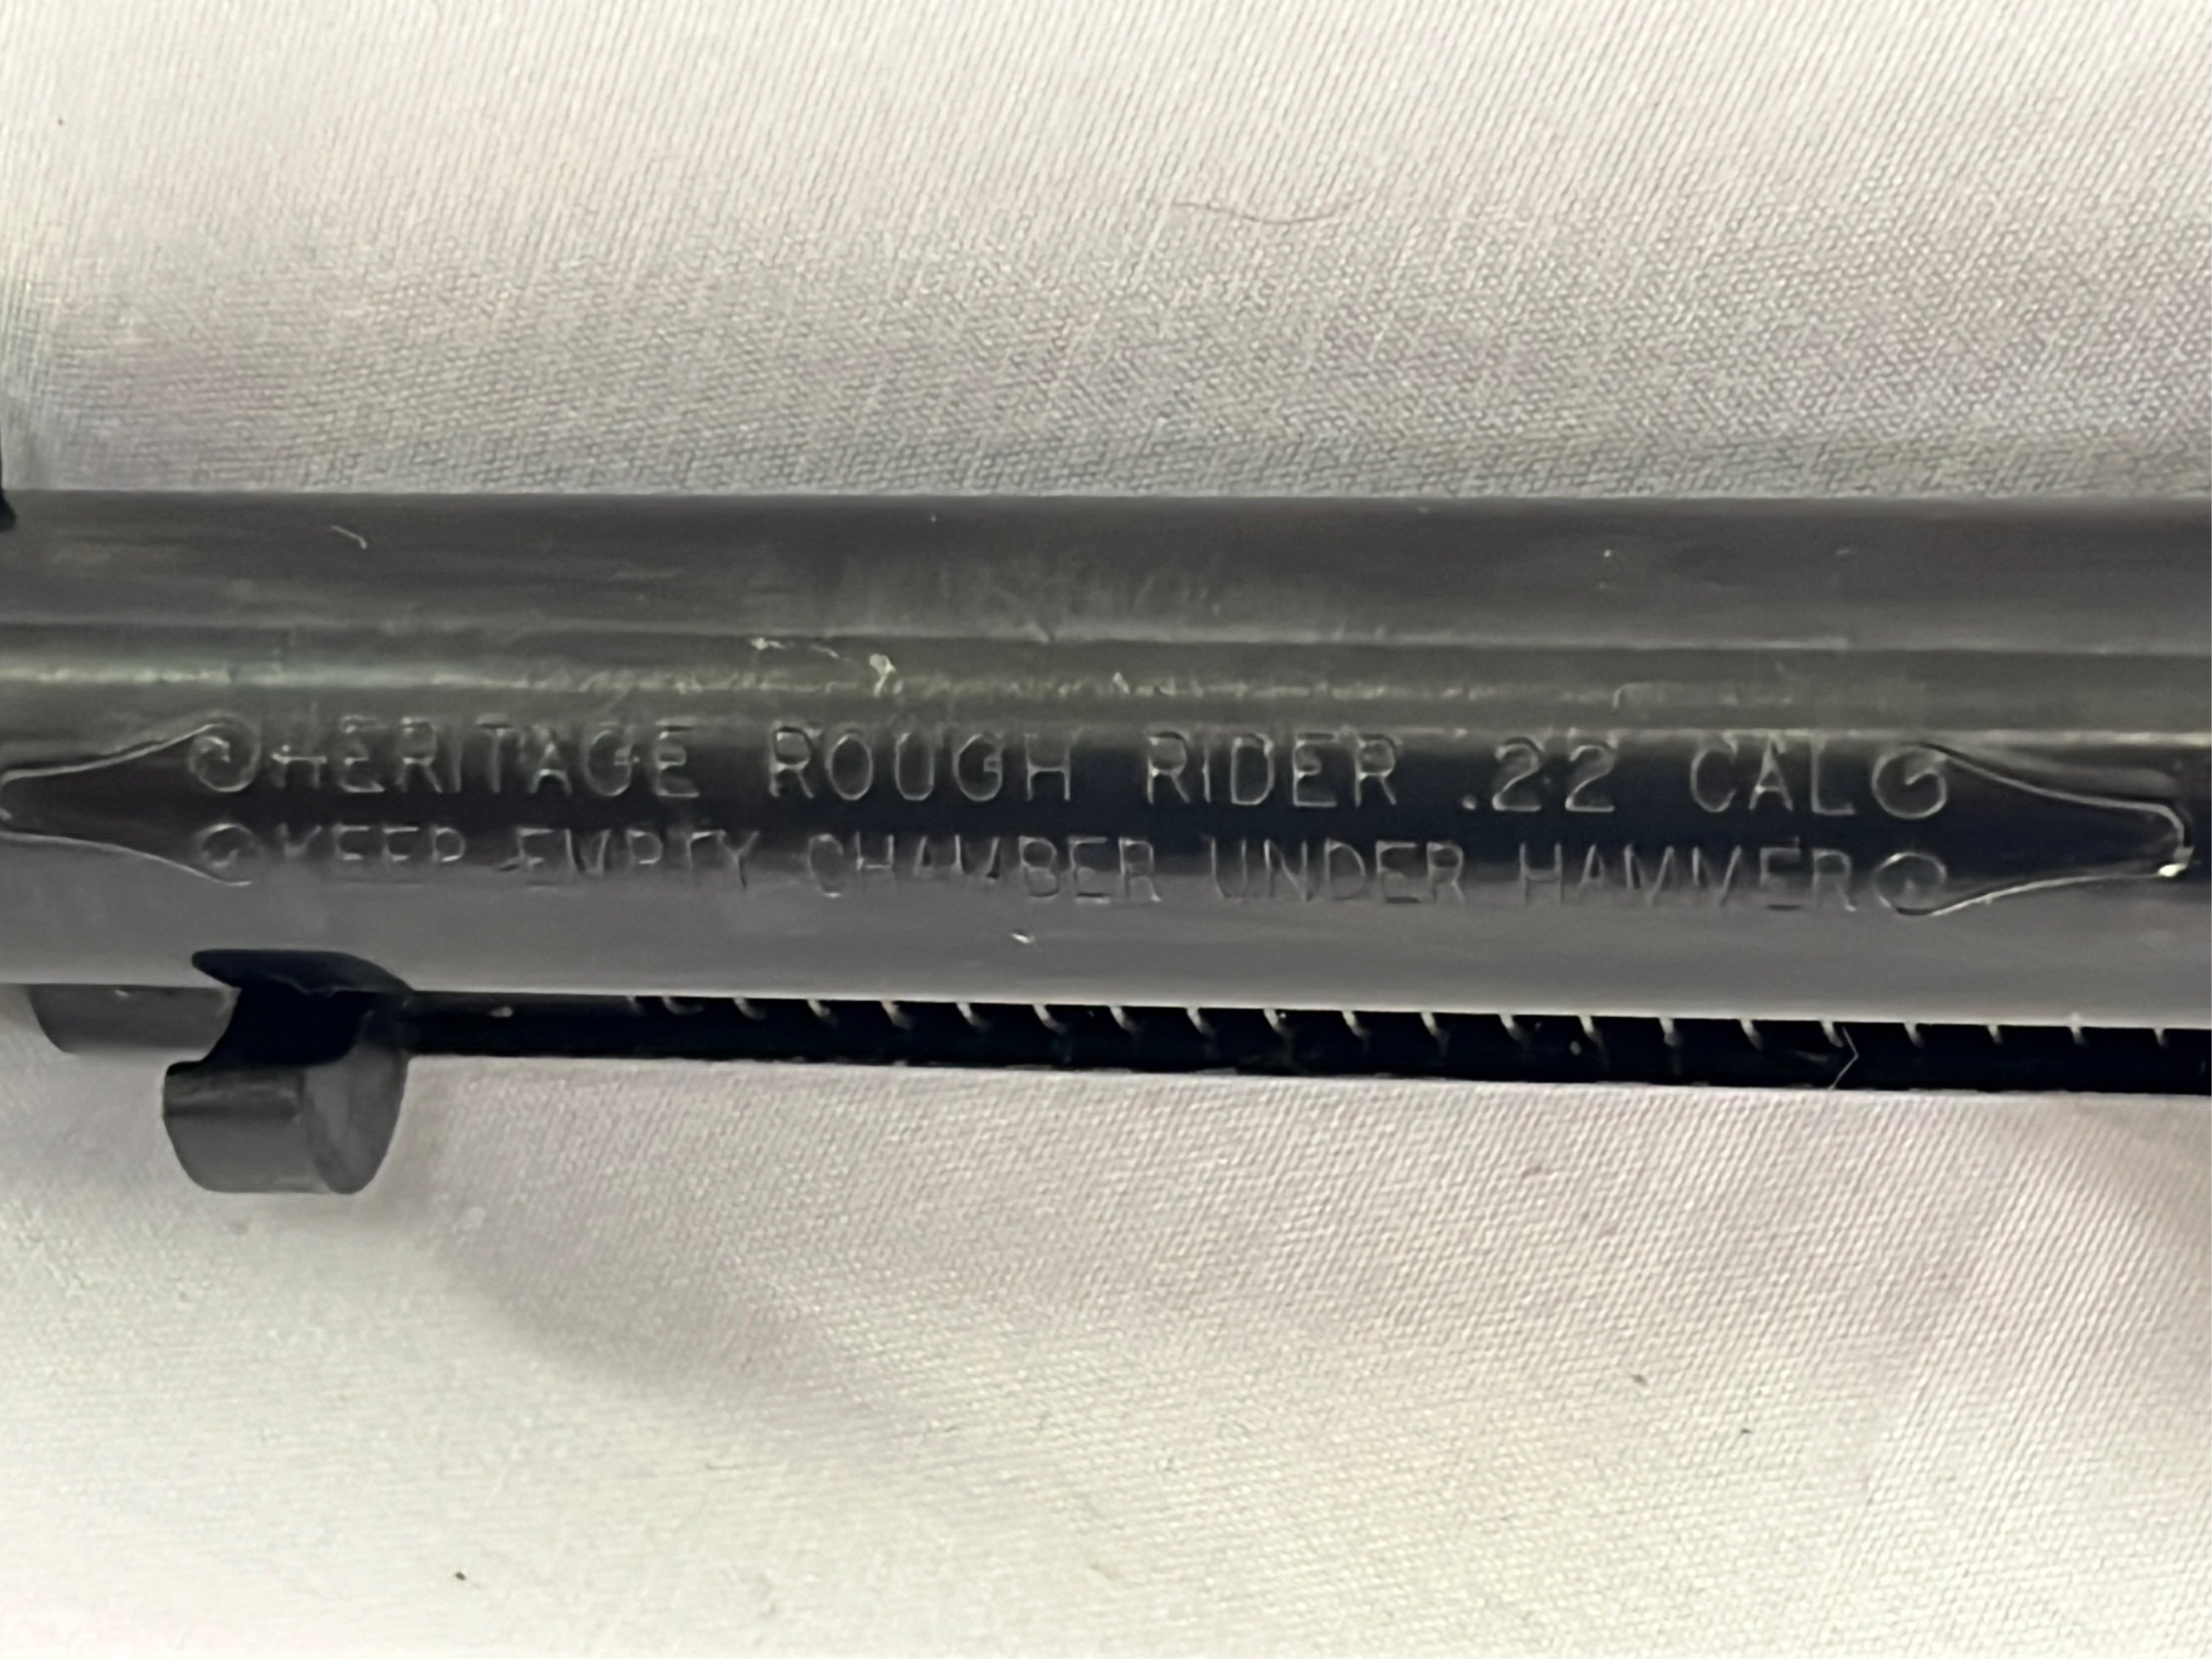 HERITAGE ROUGH RIDER .22 CAL
KEEP EMPTY CHAMBER UNDER HAMMER